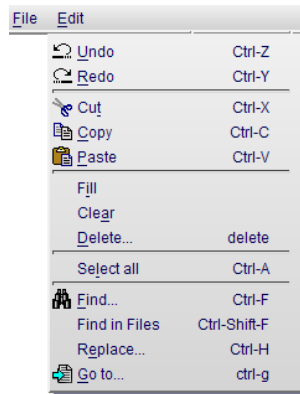 File Edit
Undo Ctrl-Z
Redo Ctrl-Y
Cut Ctrl-X
Copy Ctrl-C
Paste Ctrl-V
Fill
Clear
Delete... delete
Select all Ctrl-A
Find... Ctrl-F
Find in Files Ctrl-Shift-F
Replace... Ctrl-H
Go to... ctrl-g